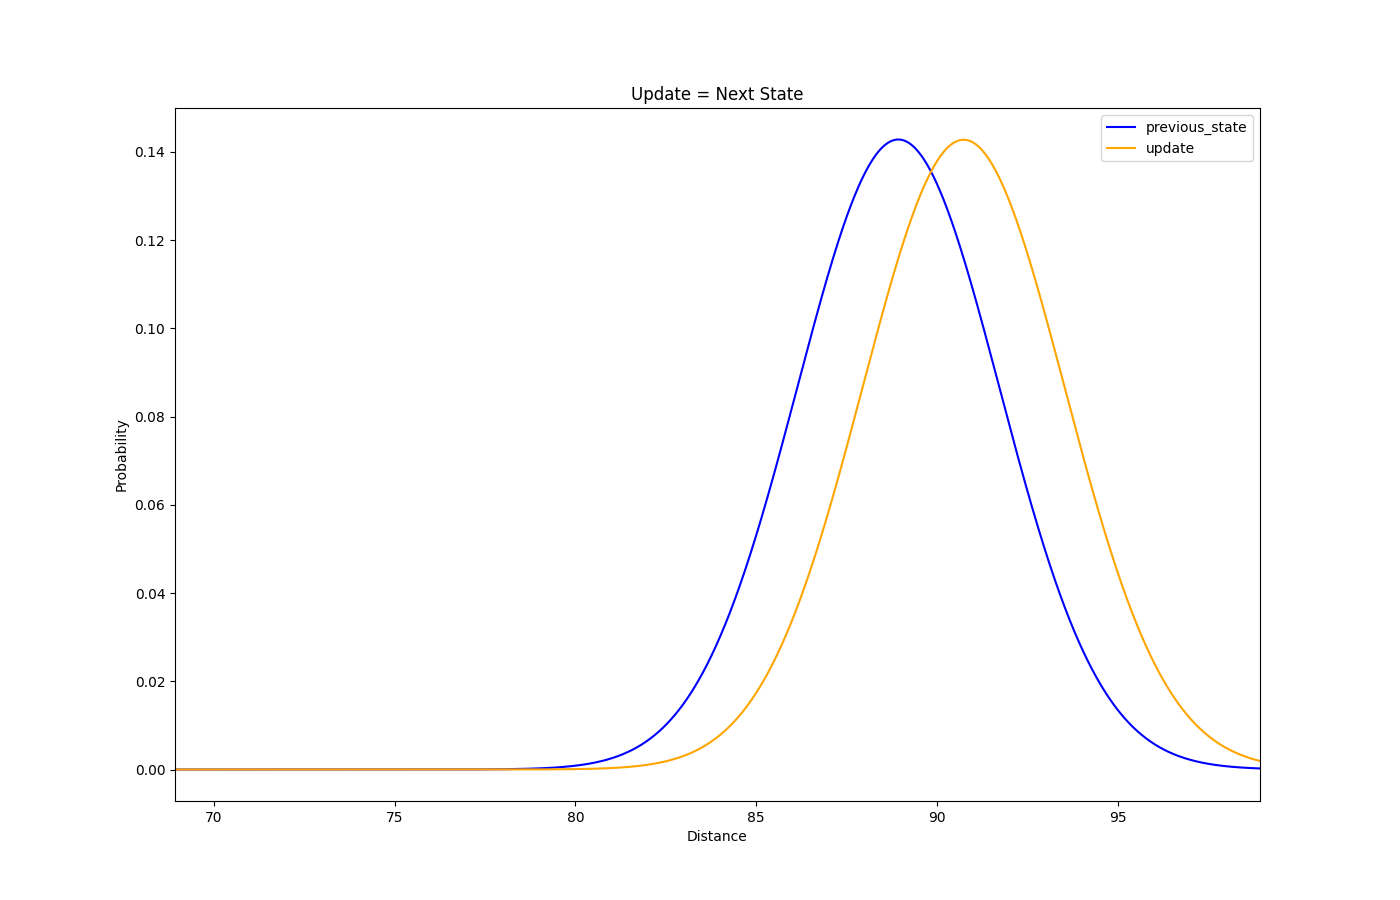 Update = Next State
previous_state
update
0.14
0.12
0.10
0.08
0.06
0.04
0.02
0.00
Probability
70
75
80
85
90
95
Distance